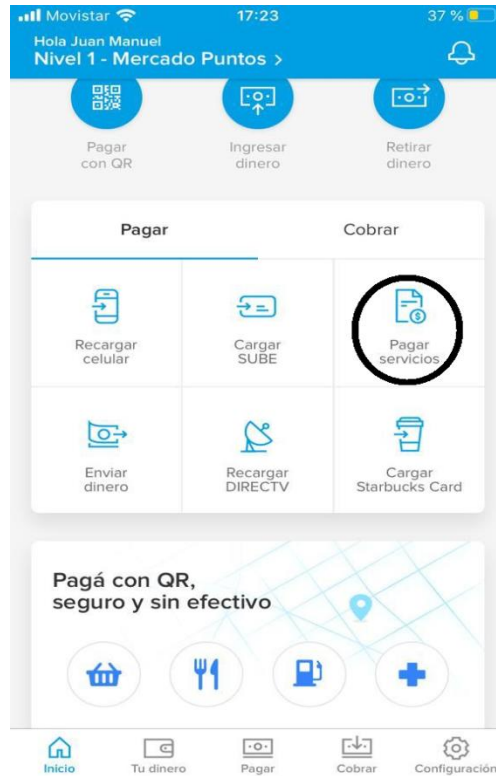 Movistar 17:23 37 %
Hola Juan Manuel
Nivel 1 - Mercado Puntos >
Pagar
con QR
Ingresar
dinero
Retirar
dinero
Pagar
Cobrar
Recargar
celular
Cargar
SUBE
Pagar
servicios
Enviar
dinero
Recargar
DIRECTV
Cargar
Starbucks Card
Pagá con QR,
seguro y sin efectivo
Inicio
Tu dinero
Pagar
Cobrar
Configuración